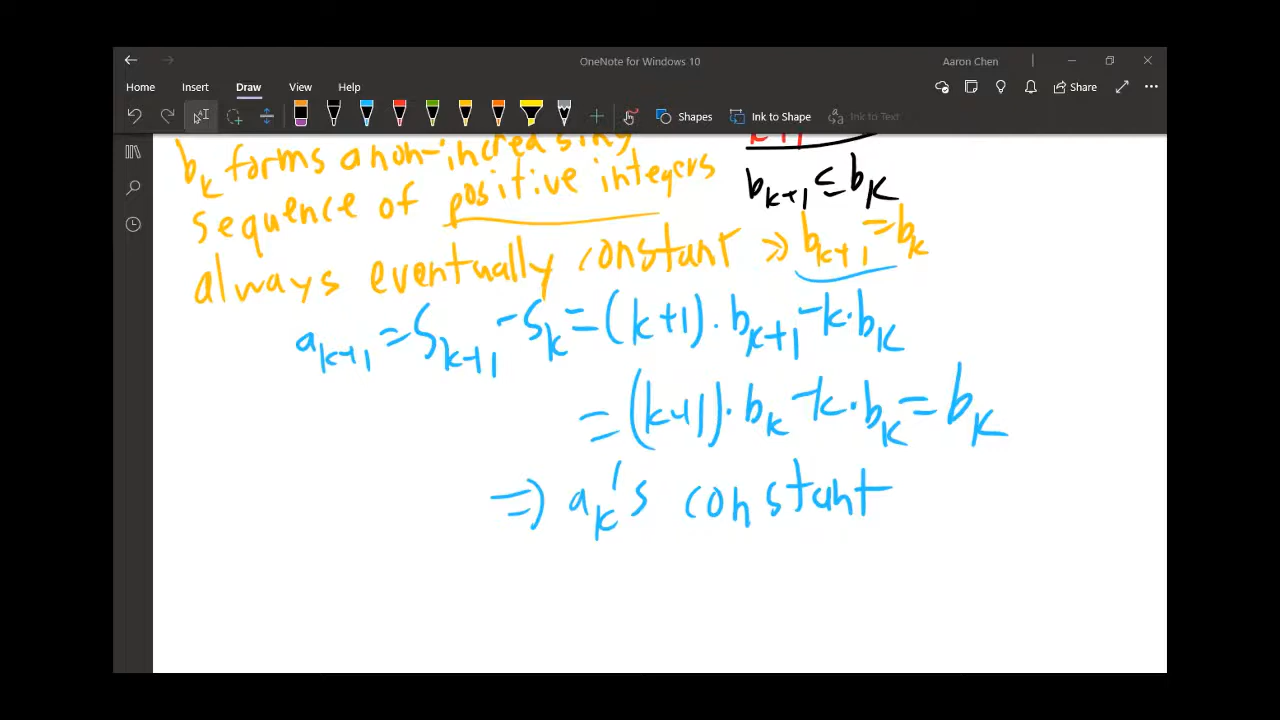 OneNote for Windows 10
Aaron Chen
Home Insert Draw View Help
Share
Shapes
Ink to Shape
Ink to Text
b_k forms a non-increasing
sequence of positive integers
k+1
b_{k+1} ≤ b_k
always eventually constant ⇒ b_{k+1} = b_k
a_{k+1} = S_{k+1} - S_k = (k+1) · b_{k+1} - k · b_k
= (k+1) · b_k - k · b_k = b_k
⇒ a_k's constant